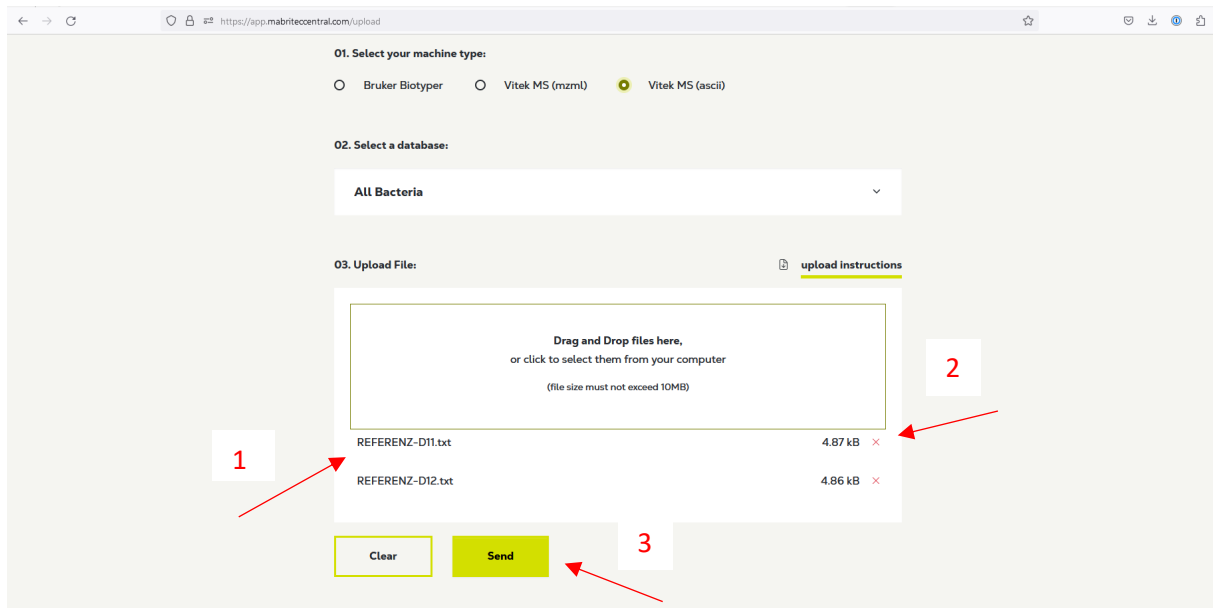 https://app.mabriteccentral.com/upload
01. Select your machine type:
Bruker Biotyper Vitek MS (mzml) Vitek MS (ascii)
02. Select a database:
All Bacteria
03. Upload File: upload instructions
Drag and Drop files here,
or click to select them from your computer
(file size must not exceed 10MB)
2
REFERENZ-D11.txt 4.87 kB
1
REFERENZ-D12.txt 4.86 kB
3
Clear Send